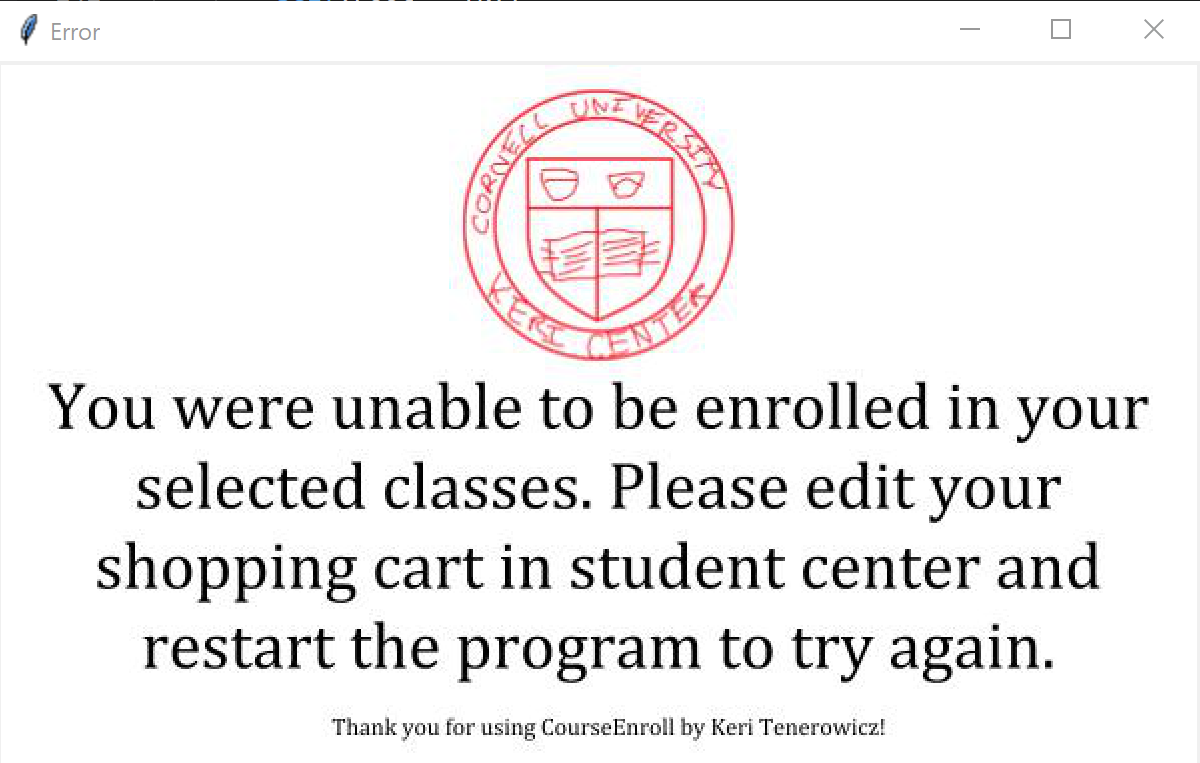 Error
CORNELL UNIVERSITY
KERI CENTER
You were unable to be enrolled in your
selected classes. Please edit your
shopping cart in student center and
restart the program to try again.
Thank you for using CourseEnroll by Keri Tenerowicz!